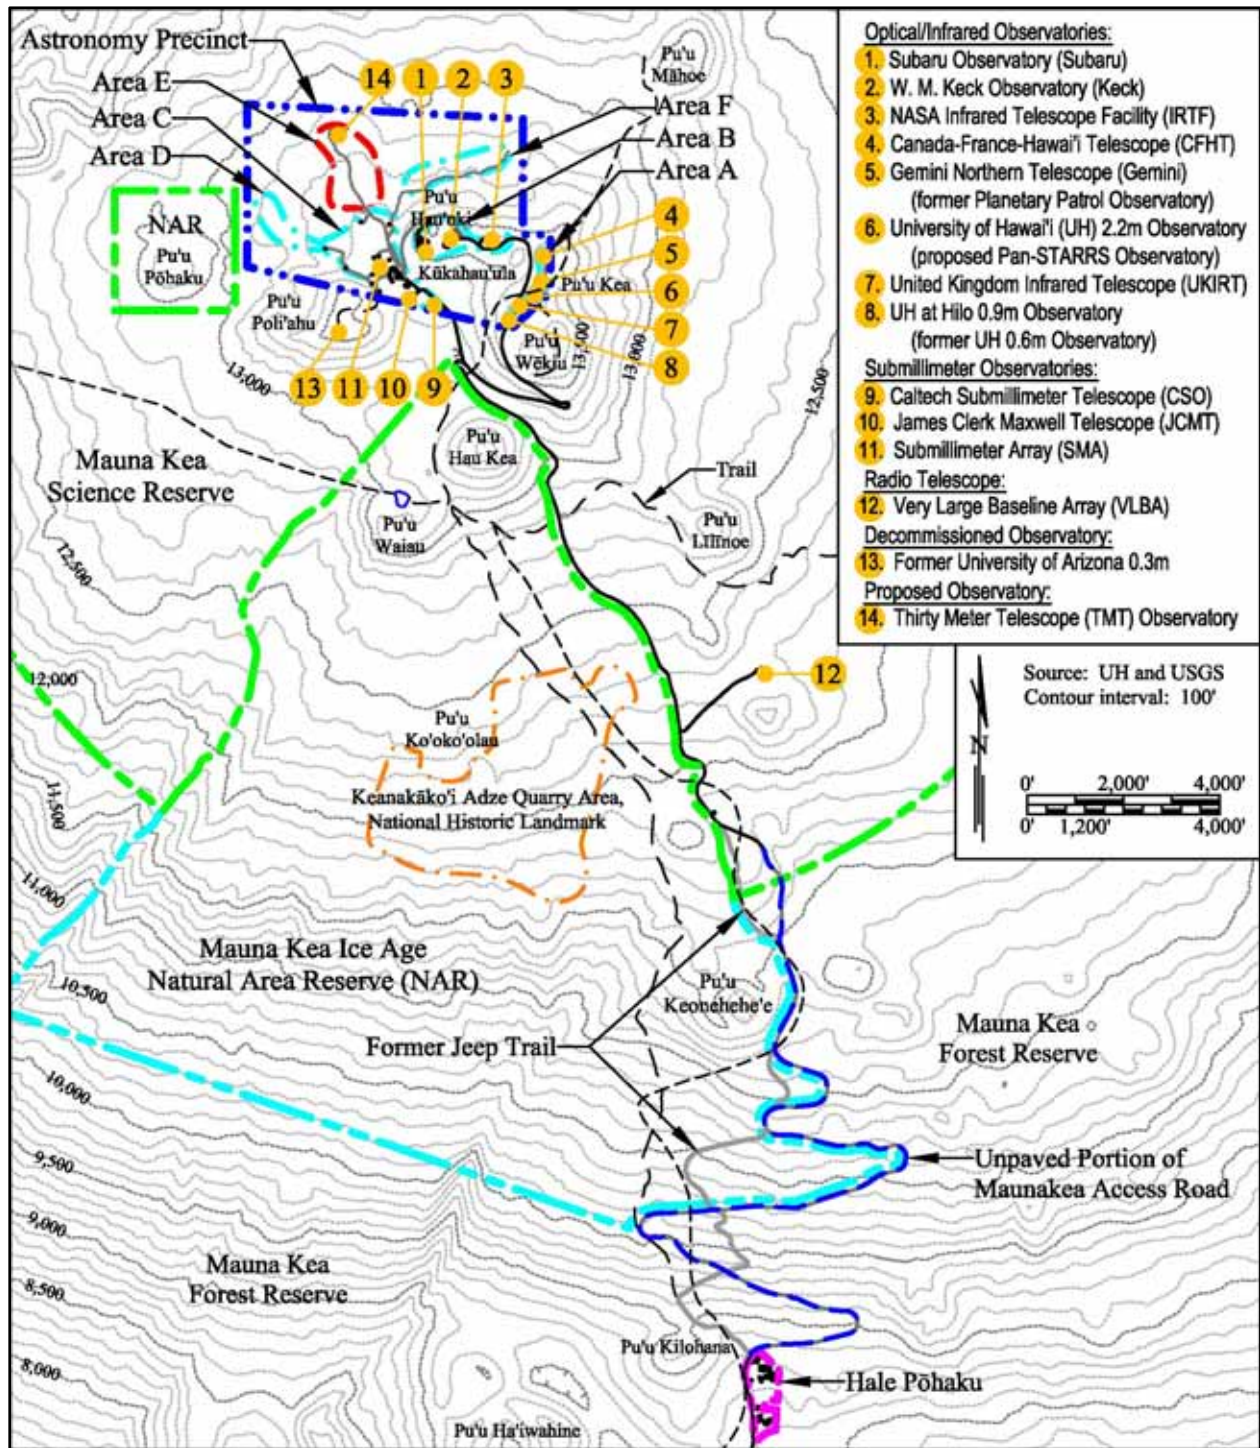 Astronomy Precinct
Area E
Area C
Area D
14
1
2
3
Pu'u
Māhoe
Area F
Area B
Area A
NAR
Pu'u
Pōhaku
Pu'u
Hau'oki
Kūkahau'ula
4
5
6
7
8
Pu'u Kea
Pu'u
Poli'ahu
Pu'u
Wēkiu
13,500
13,000
12,500
13,000
13
11
10
9
Optical/Infrared Observatories:
1. Subaru Observatory (Subaru)
2. W. M. Keck Observatory (Keck)
3. NASA Infrared Telescope Facility (IRTF)
4. Canada-France-Hawai'i Telescope (CFHT)
5. Gemini Northern Telescope (Gemini)
(former Planetary Patrol Observatory)
6. University of Hawai'i (UH) 2.2m Observatory
(proposed Pan-STARRS Observatory)
7. United Kingdom Infrared Telescope (UKIRT)
8. UH at Hilo 0.9m Observatory
(former UH 0.6m Observatory)
Submillimeter Observatories:
9. Caltech Submillimeter Telescope (CSO)
10. James Clerk Maxwell Telescope (JCMT)
11. Submillimeter Array (SMA)
Radio Telescope:
12. Very Large Baseline Array (VLBA)
Decommissioned Observatory:
13. Former University of Arizona 0.3m
Proposed Observatory:
14. Thirty Meter Telescope (TMT) Observatory
Mauna Kea
Science Reserve
Pu'u
Hau Kea
Trail
Pu'u
Waiau
Pu'u
Līlīnoe
12,500
12,000
12
Source: UH and USGS
Contour interval: 100'
N
0' 2,000' 4,000'
0' 1,200' 4,000'
Pu'u
Ko'oko'olau
Keanakāko'i Adze Quarry Area,
National Historic Landmark
11,500
11,000
Mauna Kea Ice Age
Natural Area Reserve (NAR)
10,500
Pu'u
Keonehehe'e
Former Jeep Trail
Mauna Kea
Forest Reserve
10,000
9,500
Unpaved Portion of
Maunakea Access Road
9,000
Mauna Kea
Forest Reserve
8,500
Pu'u Kilohana
8,000
Hale Pōhaku
Pu'u Ha'iwahine